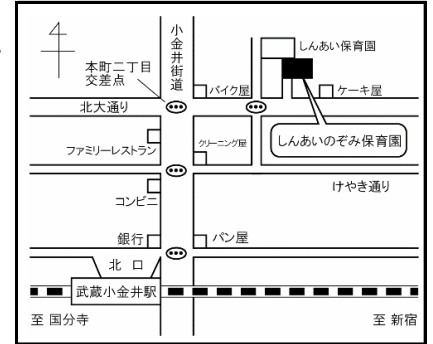 小金井街道
しんあい保育園
本町二丁目
交差点
バイク屋
ケーキ屋
北大通り
ファミリーレストラン
クリーニング屋
しんあいのぞみ保育園
けやき通り
コンビニ
銀行
パン屋
北口
武蔵小金井駅
至 国分寺
至 新宿